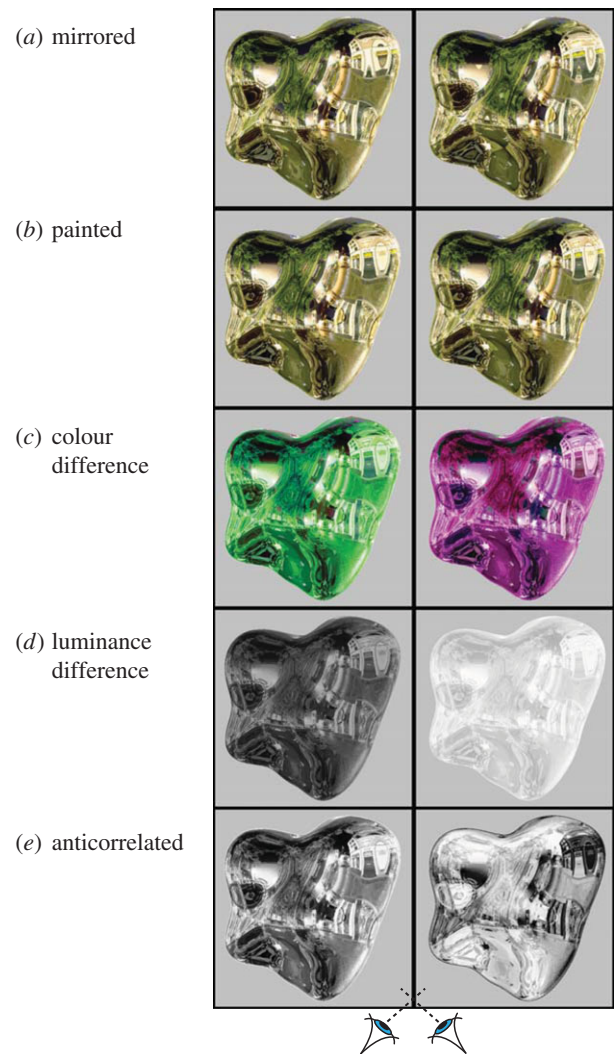 (a) mirrored
(b) painted
(c) colour
difference
(d) luminance
difference
(e) anticorrelated